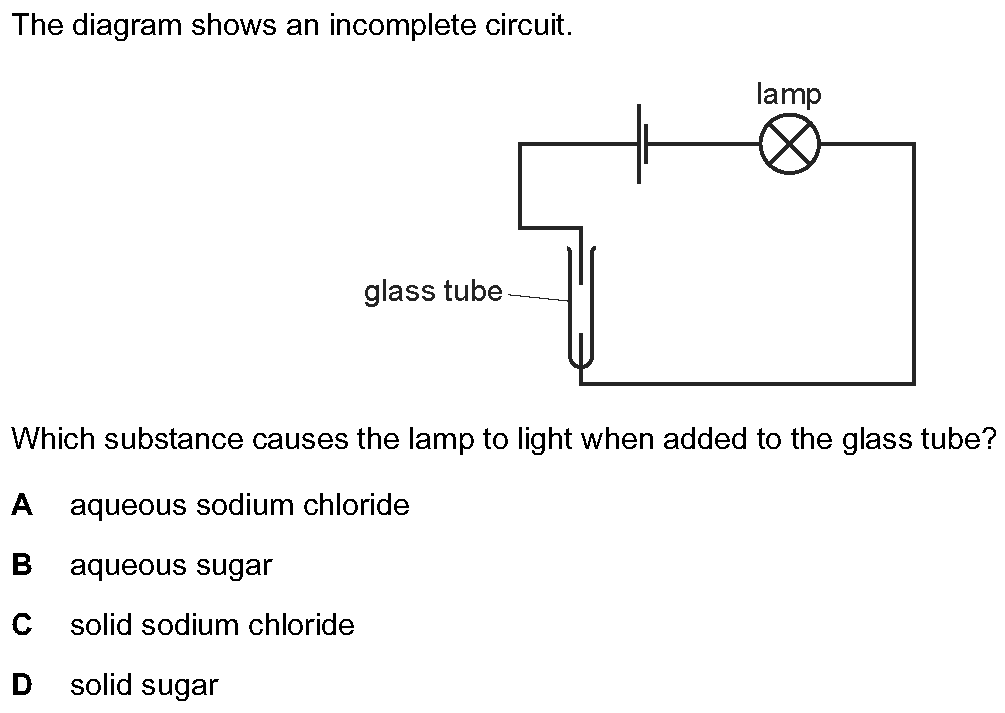 The diagram shows an incomplete circuit.
lamp
glass tube
Which substance causes the lamp to light when added to the glass tube?
A aqueous sodium chloride
B aqueous sugar
C solid sodium chloride
D solid sugar